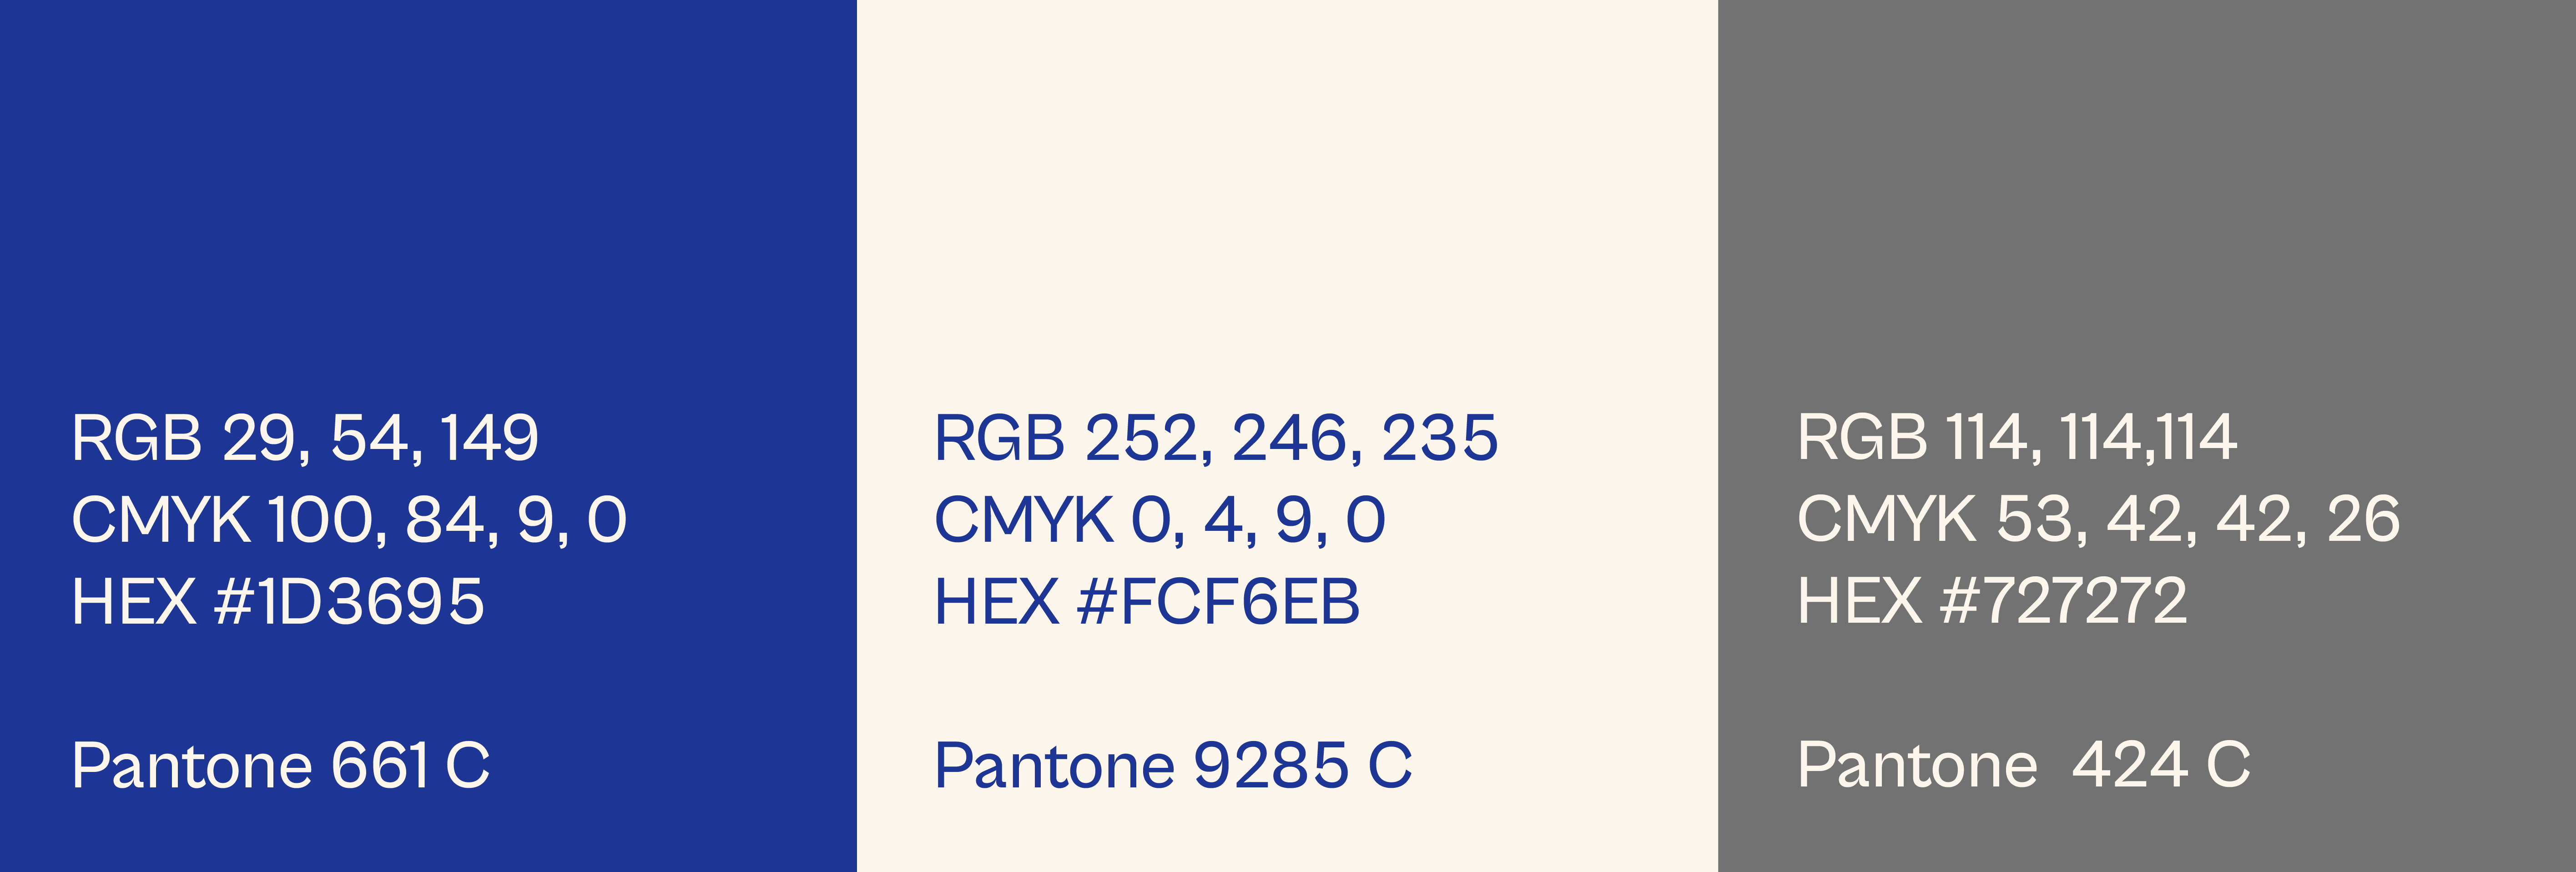 RGB 29, 54, 149
CMYK 100, 84, 9, 0
HEX #1D3695
Pantone 661 C
RGB 252, 246, 235
CMYK 0, 4, 9, 0
HEX #FCF6EB
Pantone 9285 C
RGB 114, 114,114
CMYK 53, 42, 42, 26
HEX #727272
Pantone  424 C